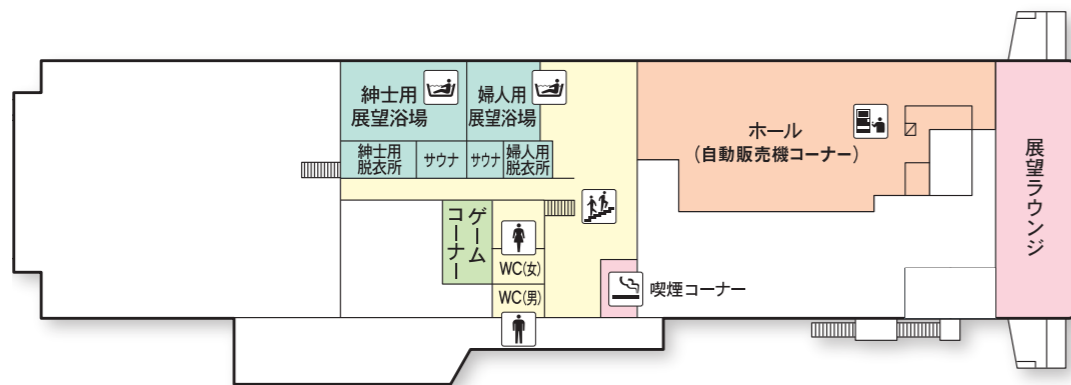 紳士用
展望浴場
婦人用
展望浴場
紳士用
脱衣所
サウナ
サウナ
婦人用
脱衣所
ホール
(自動販売機コーナー)
展望ラウンジ
ゲーム
コーナー
WC(女)
WC(男)
喫煙コーナー